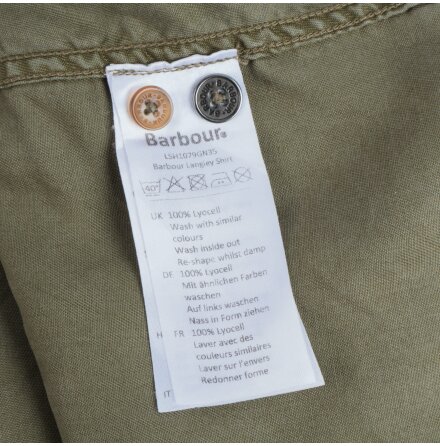 Barbour®
LSH1079GN35
Barbour Langley Shirt
40°
UK 100% Lyocell
Wash with similar
colours
Wash inside out
Re-shape whilst damp
DE 100% Lyocell
Mit ähnlichen Farben
waschen
Auf links waschen
Nass in Form ziehen
H FR 100% Lyocell
Laver avec des
couleurs similaires
Laver sur l'envers
Redonner forme
IT